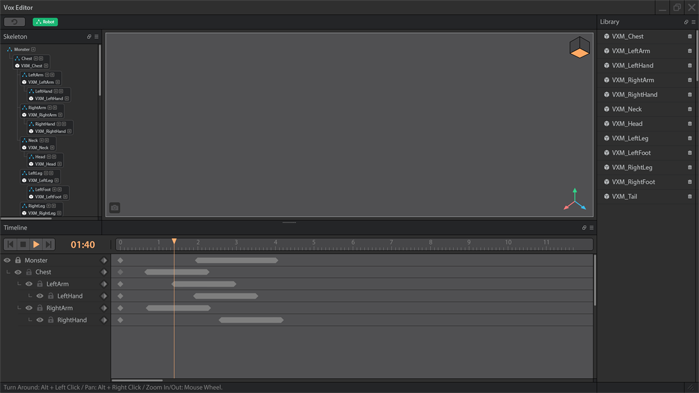 Vox Editor
Robot
Skeleton
Library
Monster
Chest
VXM_Chest
LeftArm
VXM_LeftArm
LeftHand
VXM_LeftHand
RightArm
VXM_RightArm
RightHand
VXM_RightHand
Neck
VXM_Neck
Head
VXM_Head
LeftLeg
VXM_LeftLeg
LeftFoot
VXM_LeftFoot
RightLeg
VXM_RightLeg
VXM_Chest
VXM_LeftArm
VXM_LeftHand
VXM_RightArm
VXM_RightHand
VXM_Neck
VXM_Head
VXM_LeftLeg
VXM_LeftFoot
VXM_RightLeg
VXM_RightFoot
VXM_Tail
Timeline
01:40
0 1 2 3 4 5 6 7 8 9 10 11
Monster
Chest
LeftArm
LeftHand
RightArm
RightHand
Turn Around: Alt + Left Click / Pan: Alt + Right Click / Zoom In/Out: Mouse Wheel.